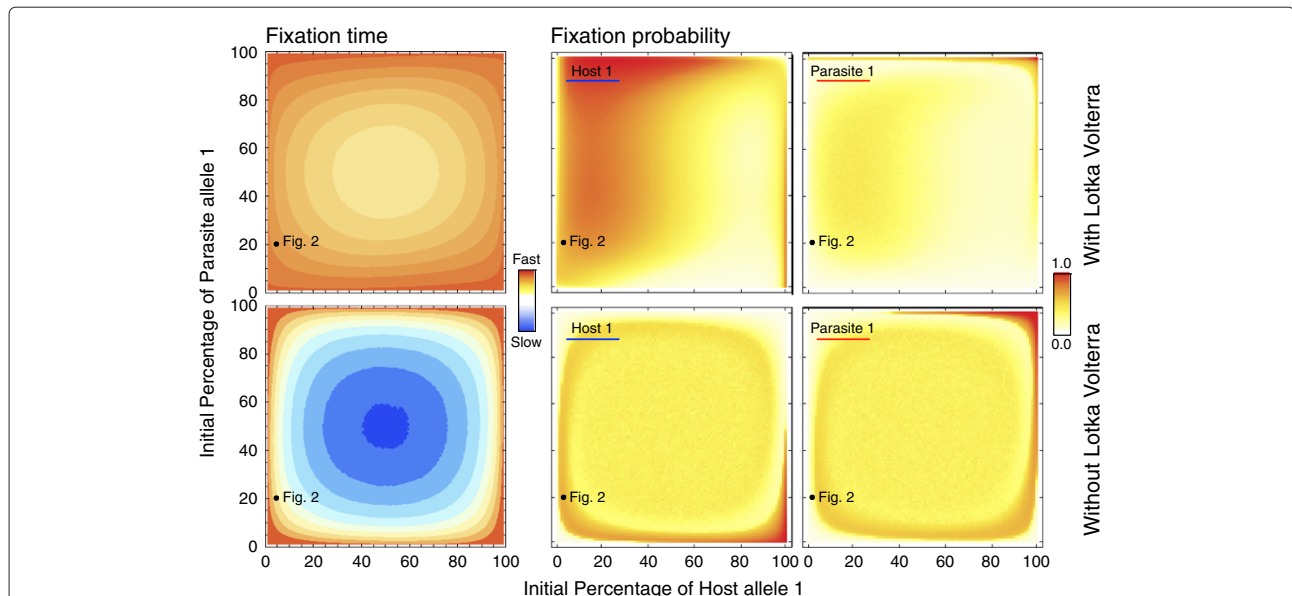 Fixation time
Fixation probability
100
80
60
40
20
0
Fig. 2
Initial Percentage of Parasite allele 1
Fast
Slow
Host 1
Fig. 2
Parasite 1
Fig. 2
With Lotka Volterra
1.0
0.0
100
80
60
40
20
0
Fig. 2
0 20 40 60 80 100
Host 1
Fig. 2
0 20 40 60 80 100
Parasite 1
Fig. 2
0 20 40 60 80 100
Without Lotka Volterra
Initial Percentage of Host allele 1